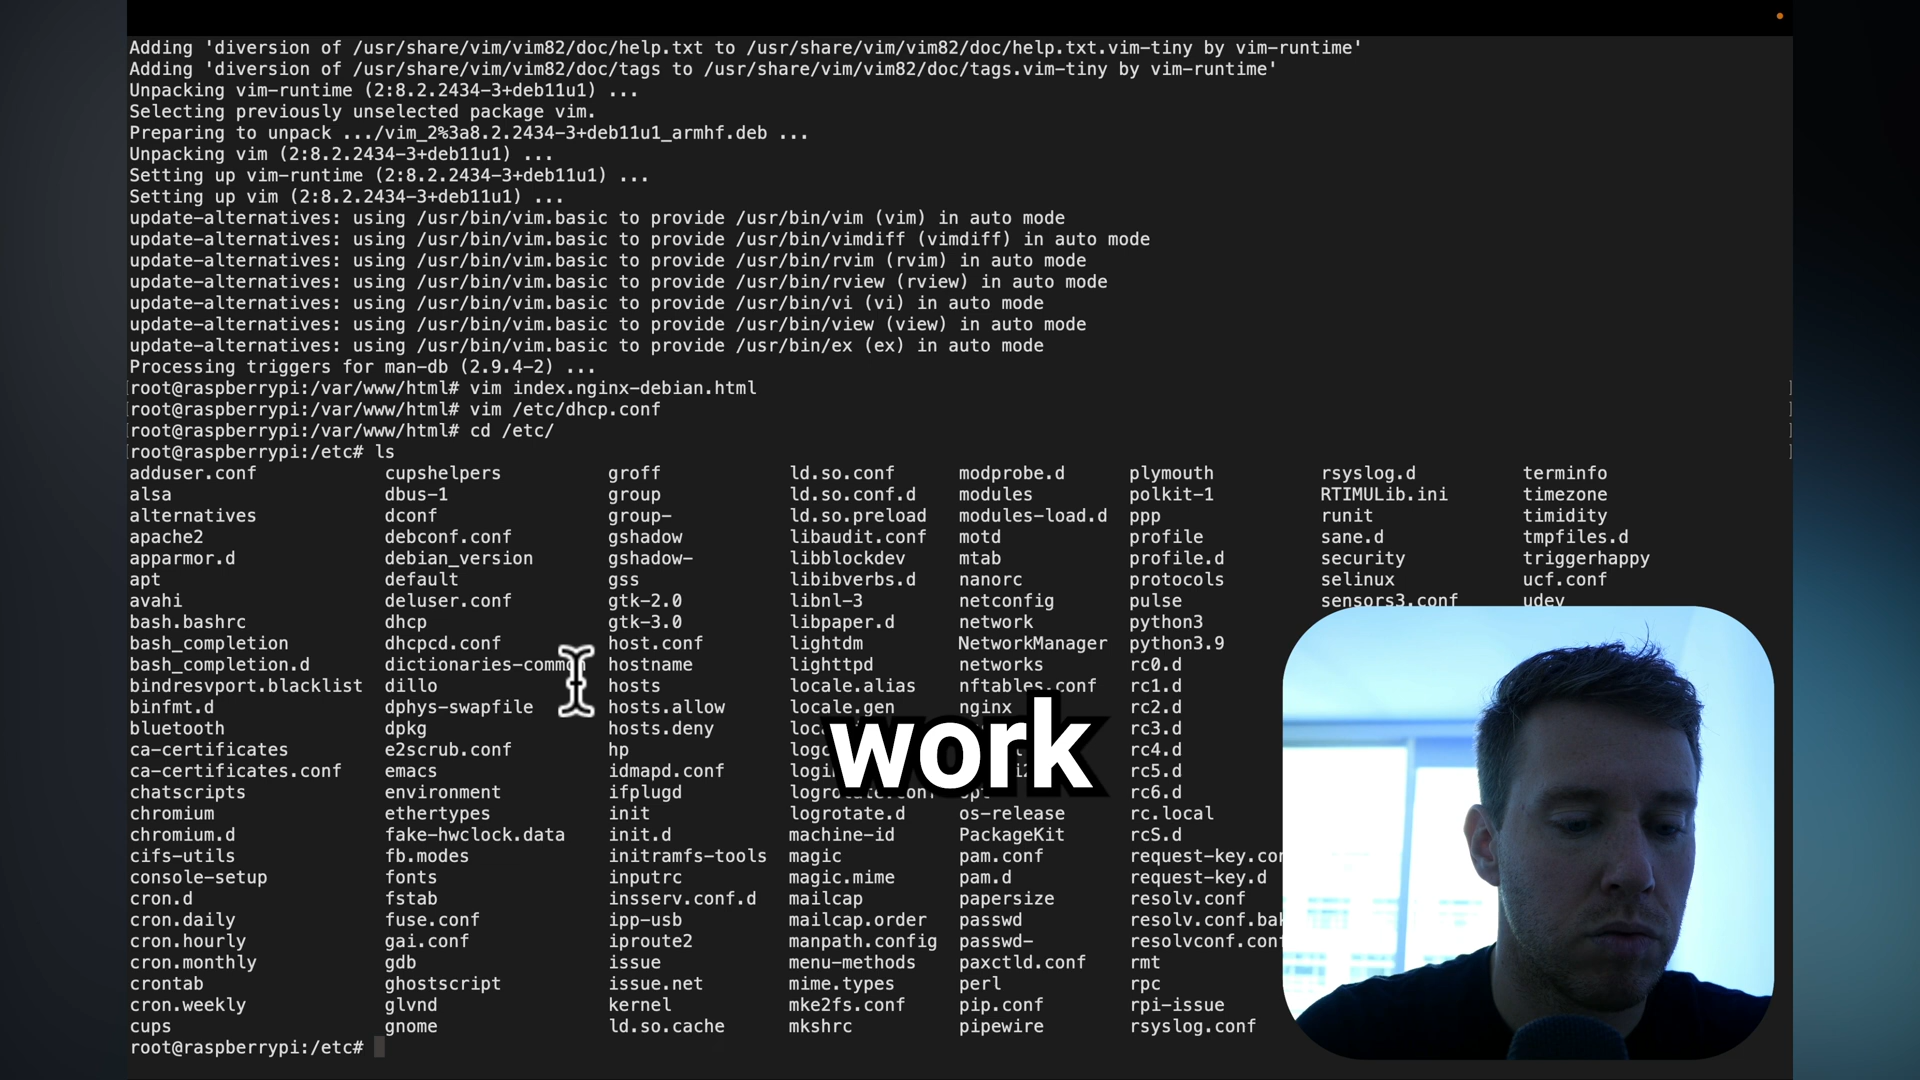 Adding 'diversion of /usr/share/vim/vim82/doc/help.txt to /usr/share/vim/vim82/doc/help.txt.vim-tiny by vim-runtime'
Adding 'diversion of /usr/share/vim/vim82/doc/tags to /usr/share/vim/vim82/doc/tags.vim-tiny by vim-runtime'
Unpacking vim-runtime (2:8.2.2434-3+deb11u1) ...
Selecting previously unselected package vim.
Preparing to unpack .../vim_2%3a8.2.2434-3+deb11u1_armhf.deb ...
Unpacking vim (2:8.2.2434-3+deb11u1) ...
Setting up vim-runtime (2:8.2.2434-3+deb11u1) ...
Setting up vim (2:8.2.2434-3+deb11u1) ...
update-alternatives: using /usr/bin/vim.basic to provide /usr/bin/vim (vim) in auto mode
update-alternatives: using /usr/bin/vim.basic to provide /usr/bin/vimdiff (vimdiff) in auto mode
update-alternatives: using /usr/bin/vim.basic to provide /usr/bin/rvim (rvim) in auto mode
update-alternatives: using /usr/bin/vim.basic to provide /usr/bin/rview (rview) in auto mode
update-alternatives: using /usr/bin/vim.basic to provide /usr/bin/vi (vi) in auto mode
update-alternatives: using /usr/bin/vim.basic to provide /usr/bin/view (view) in auto mode
update-alternatives: using /usr/bin/vim.basic to provide /usr/bin/ex (ex) in auto mode
Processing triggers for man-db (2.9.4-2) ...
[root@raspberrypi:/var/www/html# vim index.nginx-debian.html ]
[root@raspberrypi:/var/www/html# vim /etc/dhcp.conf ]
[root@raspberrypi:/var/www/html# cd /etc/ ]
[root@raspberrypi:/etc# ls ]
adduser.conf cupshelpers groff ld.so.conf modprobe.d plymouth rsyslog.d terminfo
alsa dbus-1 group ld.so.conf.d modules polkit-1 RTIMULib.ini timezone
alternatives dconf group- ld.so.preload modules-load.d ppp runit timidity
apache2 debconf.conf gshadow libaudit.conf motd profile sane.d tmpfiles.d
apparmor.d debian_version gshadow- libblockdev mtab profile.d security triggerhappy
apt default gss libibverbs.d nanorc protocols selinux ucf.conf
avahi deluser.conf gtk-2.0 libnl-3 netconfig pulse sensors3.conf udev
bash.bashrc dhcp gtk-3.0 libpaper.d network python3
bash_completion dhcpcd.conf host.conf lightdm NetworkManager python3.9
bash_completion.d dictionaries-commo hostname lighttpd networks rc0.d
bindresvport.blacklist dillo hosts locale.alias nftables.conf rc1.d
binfmt.d dphys-swapfile hosts.allow locale.gen nginx rc2.d
bluetooth dpkg hosts.deny rc3.d
ca-certificates e2scrub.conf hp rc4.d
ca-certificates.conf emacs idmapd.conf rc5.d
chatscripts environment ifplugd logrotate.conf opt rc6.d
chromium ethertypes init logrotate.d os-release rc.local
chromium.d fake-hwclock.data init.d machine-id PackageKit rcS.d
cifs-utils fb.modes initramfs-tools magic pam.conf request-key.con
console-setup fonts inputrc magic.mime pam.d request-key.d
cron.d fstab insserv.conf.d mailcap papersize resolv.conf
cron.daily fuse.conf ipp-usb mailcap.order passwd resolv.conf.bak
cron.hourly gai.conf iproute2 manpath.config passwd- resolvconf.conf
cron.monthly gdb issue menu-methods paxctld.conf rmt
crontab ghostscript issue.net mime.types perl rpc
cron.weekly glvnd kernel mke2fs.conf pip.conf rpi-issue
cups gnome ld.so.cache mkshrc pipewire rsyslog.conf
root@raspberrypi:/etc#
work